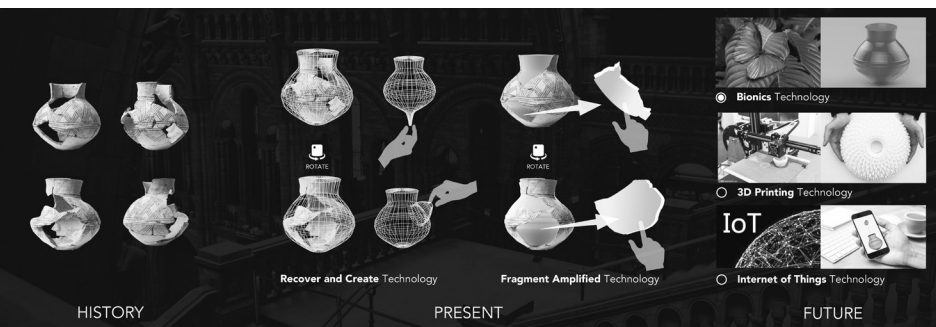 ROTATE
ROTATE
Recover and Create Technology
Fragment Amplified Technology
Bionics Technology
3D Printing Technology
IoT
Internet of Things Technology
HISTORY
PRESENT
FUTURE